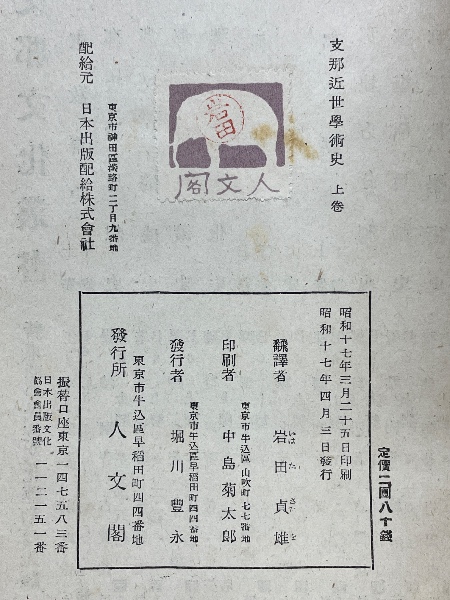 支那近世學術史 上卷
岩田
人文閣
東京市神田區淡路町二丁目九番地
配給元 日本出版配給株式會社
定價二圓八十錢
昭和十七年三月二十五日印刷
昭和十七年四月三日發行
飜譯者 岩田貞雄
東京市牛込區山吹町七七番地
印刷者 中島菊太郎
東京市牛込區早稻田町四四番地
發行者 堀川豐永
東京市牛込區早稻田町四四番地
發行所 人文閣
振替口座東京一四七五八三番
日本出版文化協會會員番號 一一二一五一番